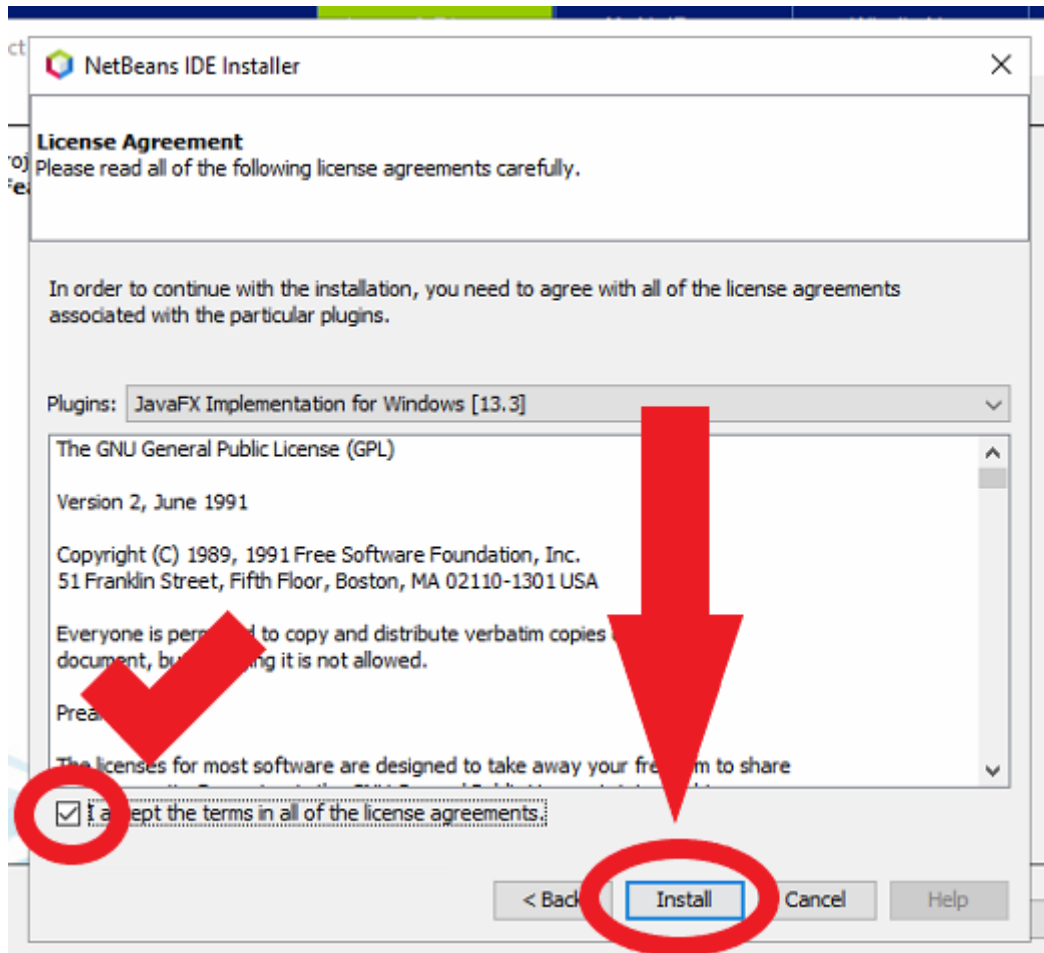 ct
NetBeans IDE Installer
License Agreement
Please read all of the following license agreements carefully.
roj
Fea
In order to continue with the installation, you need to agree with all of the license agreements
associated with the particular plugins.
Plugins: JavaFX Implementation for Windows [13.3]
The GNU General Public License (GPL)
Version 2, June 1991
Copyright (C) 1989, 1991 Free Software Foundation, Inc.
51 Franklin Street, Fifth Floor, Boston, MA 02110-1301 USA
Everyone is to copy and distribute verbatim copies
document, it is not allowed.
The licenses for most software are designed to take away your to share
I accept the terms in all of the license agreements.
< Back Install Cancel Help